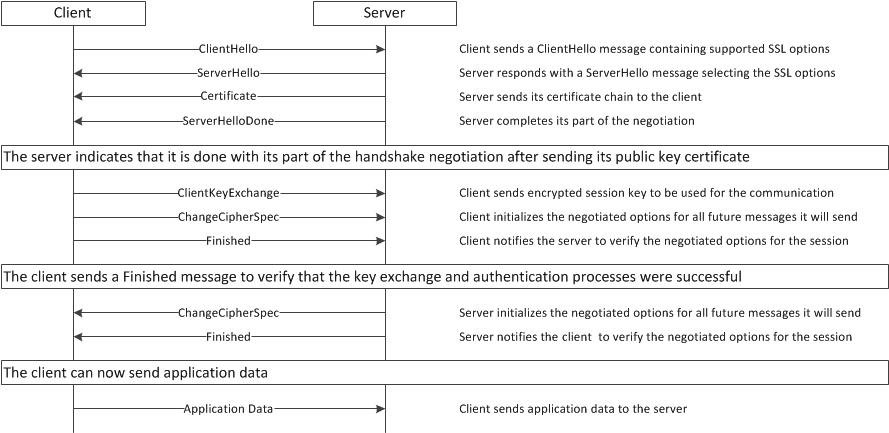 Client Server
ClientHello Client sends a ClientHello message containing supported SSL options
ServerHello Server responds with a ServerHello message selecting the SSL options
Certificate Server sends its certificate chain to the client
ServerHelloDone Server completes its part of the negotiation
The server indicates that it is done with its part of the handshake negotiation after sending its public key certificate
ClientKeyExchange Client sends encrypted session key to be used for the communication
ChangeCipherSpec Client initializes the negotiated options for all future messages it will send
Finished Client notifies the server to verify the negotiated options for the session
The client sends a Finished message to verify that the key exchange and authentication processes were successful
ChangeCipherSpec Server initializes the negotiated options for all future messages it will send
Finished Server notifies the client to verify the negotiated options for the session
The client can now send application data
Application Data Client sends application data to the server